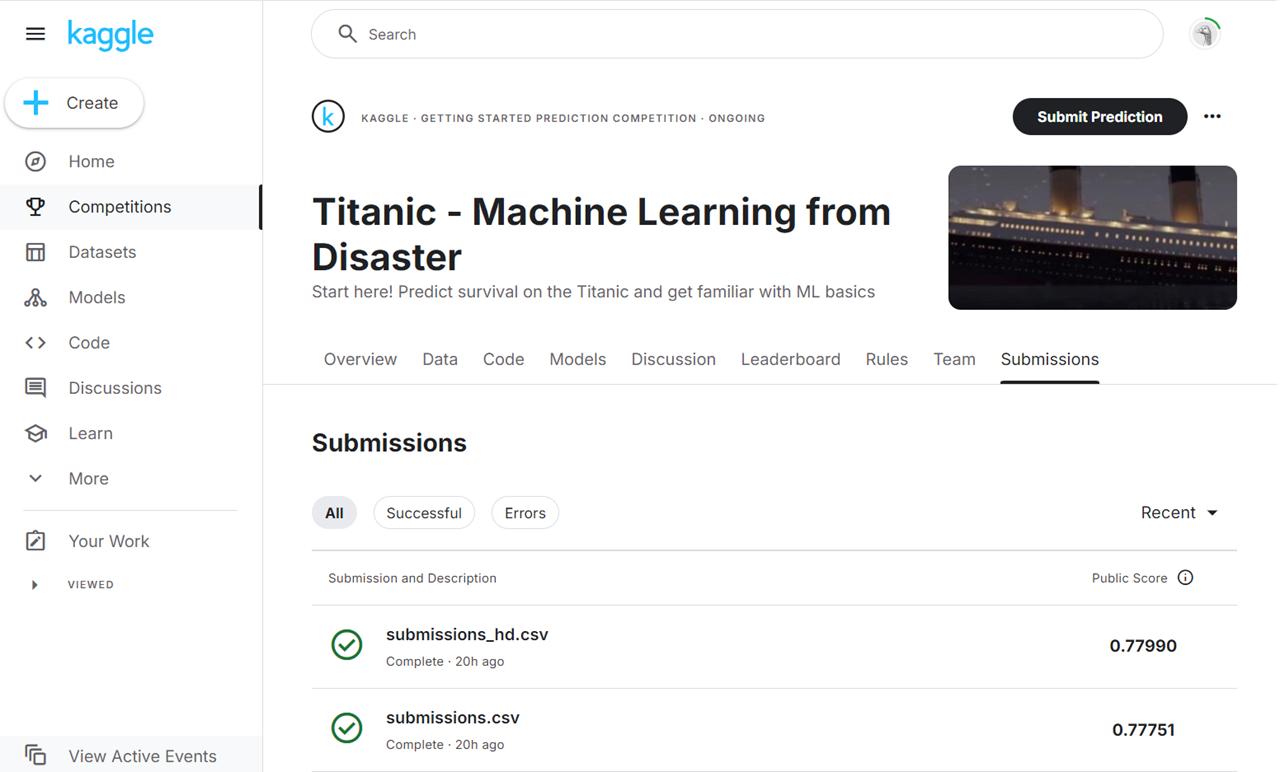 kaggle
Search
Create
Home
Competitions
Datasets
Models
Code
Discussions
Learn
More
Your Work
VIEWED
View Active Events
k
KAGGLE · GETTING STARTED PREDICTION COMPETITION · ONGOING
Submit Prediction
Titanic - Machine Learning from
Disaster
Start here! Predict survival on the Titanic and get familiar with ML basics
Overview Data Code Models Discussion Leaderboard Rules Team Submissions
Submissions
All Successful Errors Recent
Submission and Description Public Score
submissions_hd.csv
Complete · 20h ago
0.77990
submissions.csv
Complete · 20h ago
0.77751